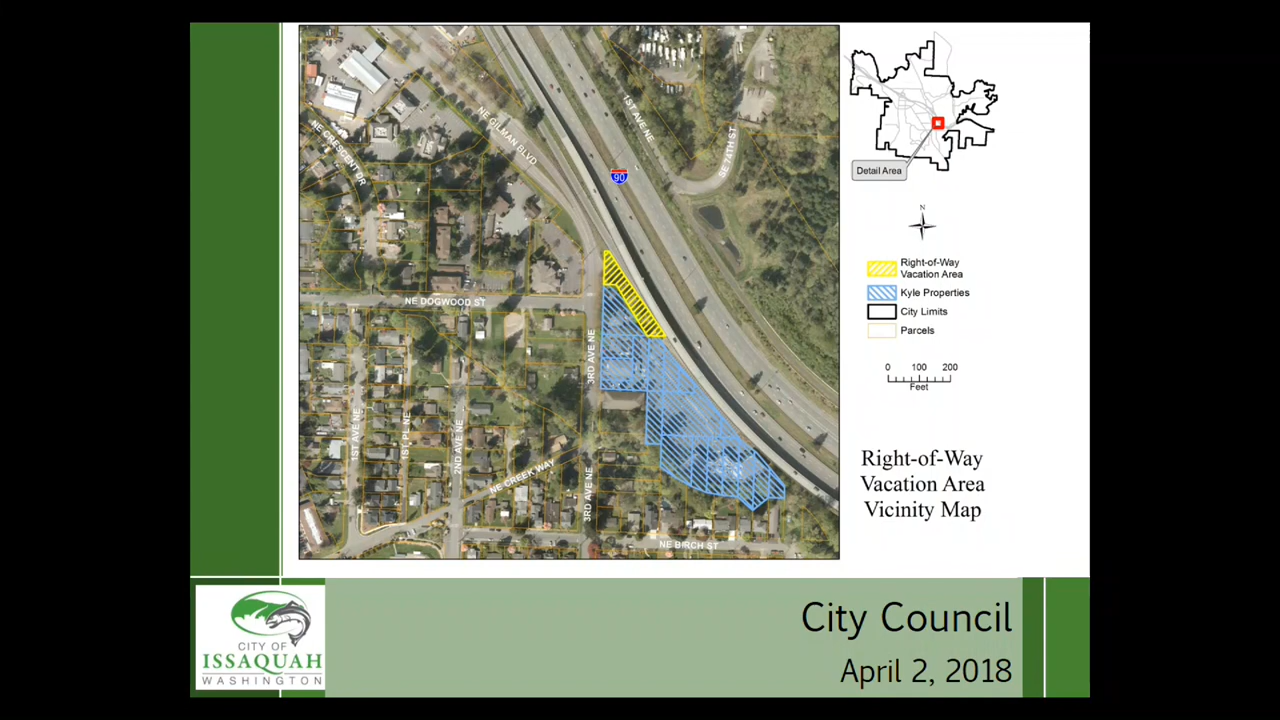 NE CRESCENT DR
NE GILMAN BLVD
1ST AVE NE
SE 74TH ST
90
NE DOGWOOD ST
3RD AVE NE
1ST AVE NE
1ST PL NE
2ND AVE NE
NE CREEK WAY
3RD AVE NE
NE BIRCH ST
Detail Area
N
Right-of-Way
Vacation Area
Kyle Properties
City Limits
Parcels
0 100 200
Feet
Right-of-Way
Vacation Area
Vicinity Map
CITY OF
ISSAQUAH
WASHINGTON
City Council
April 2, 2018